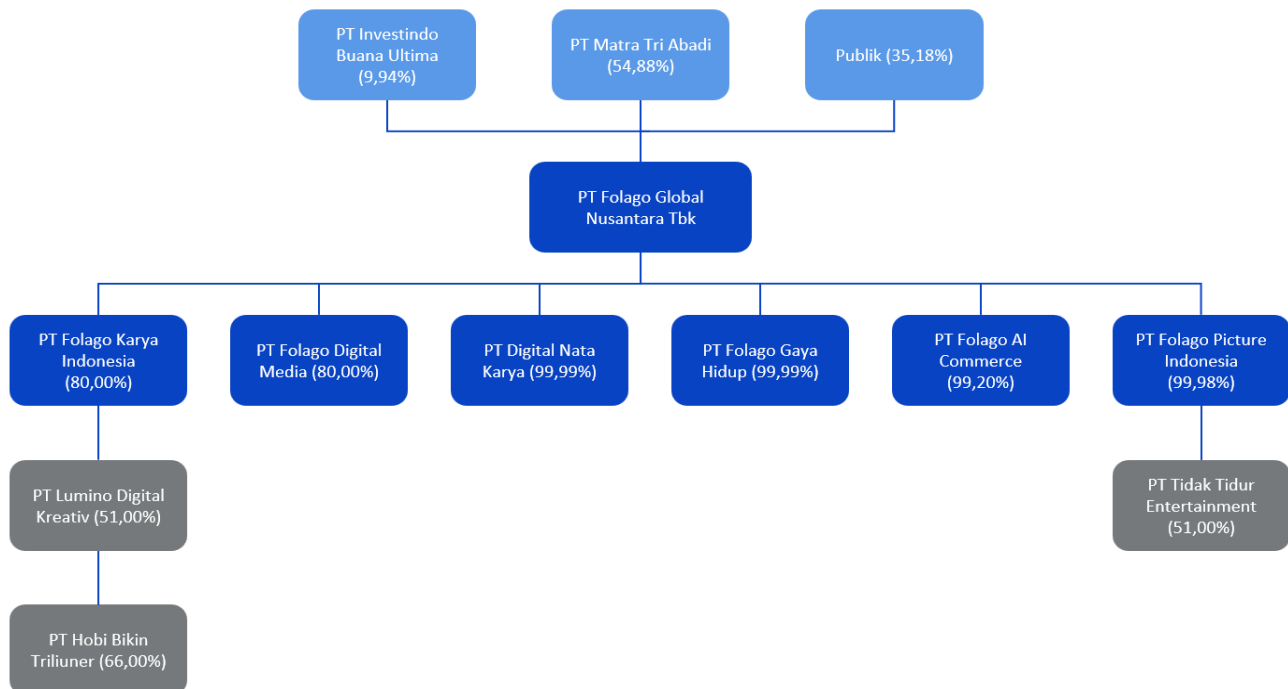 PT Investindo
Buana Ultima
(9,94%)
PT Matra Tri Abadi
(54,88%)
Publik (35,18%)
PT Folago Global
Nusantara Tbk
PT Folago Karya
Indonesia
(80,00%)
PT Folago Digital
Media (80,00%)
PT Digital Nata
Karya (99,99%)
PT Folago Gaya
Hidup (99,99%)
PT Folago AI
Commerce
(99,20%)
PT Folago Picture
Indonesia
(99,98%)
PT Lumino Digital
Kreativ (51,00%)
PT Tidak Tidur
Entertainment
(51,00%)
PT Hobi Bikin
Triliuner (66,00%)